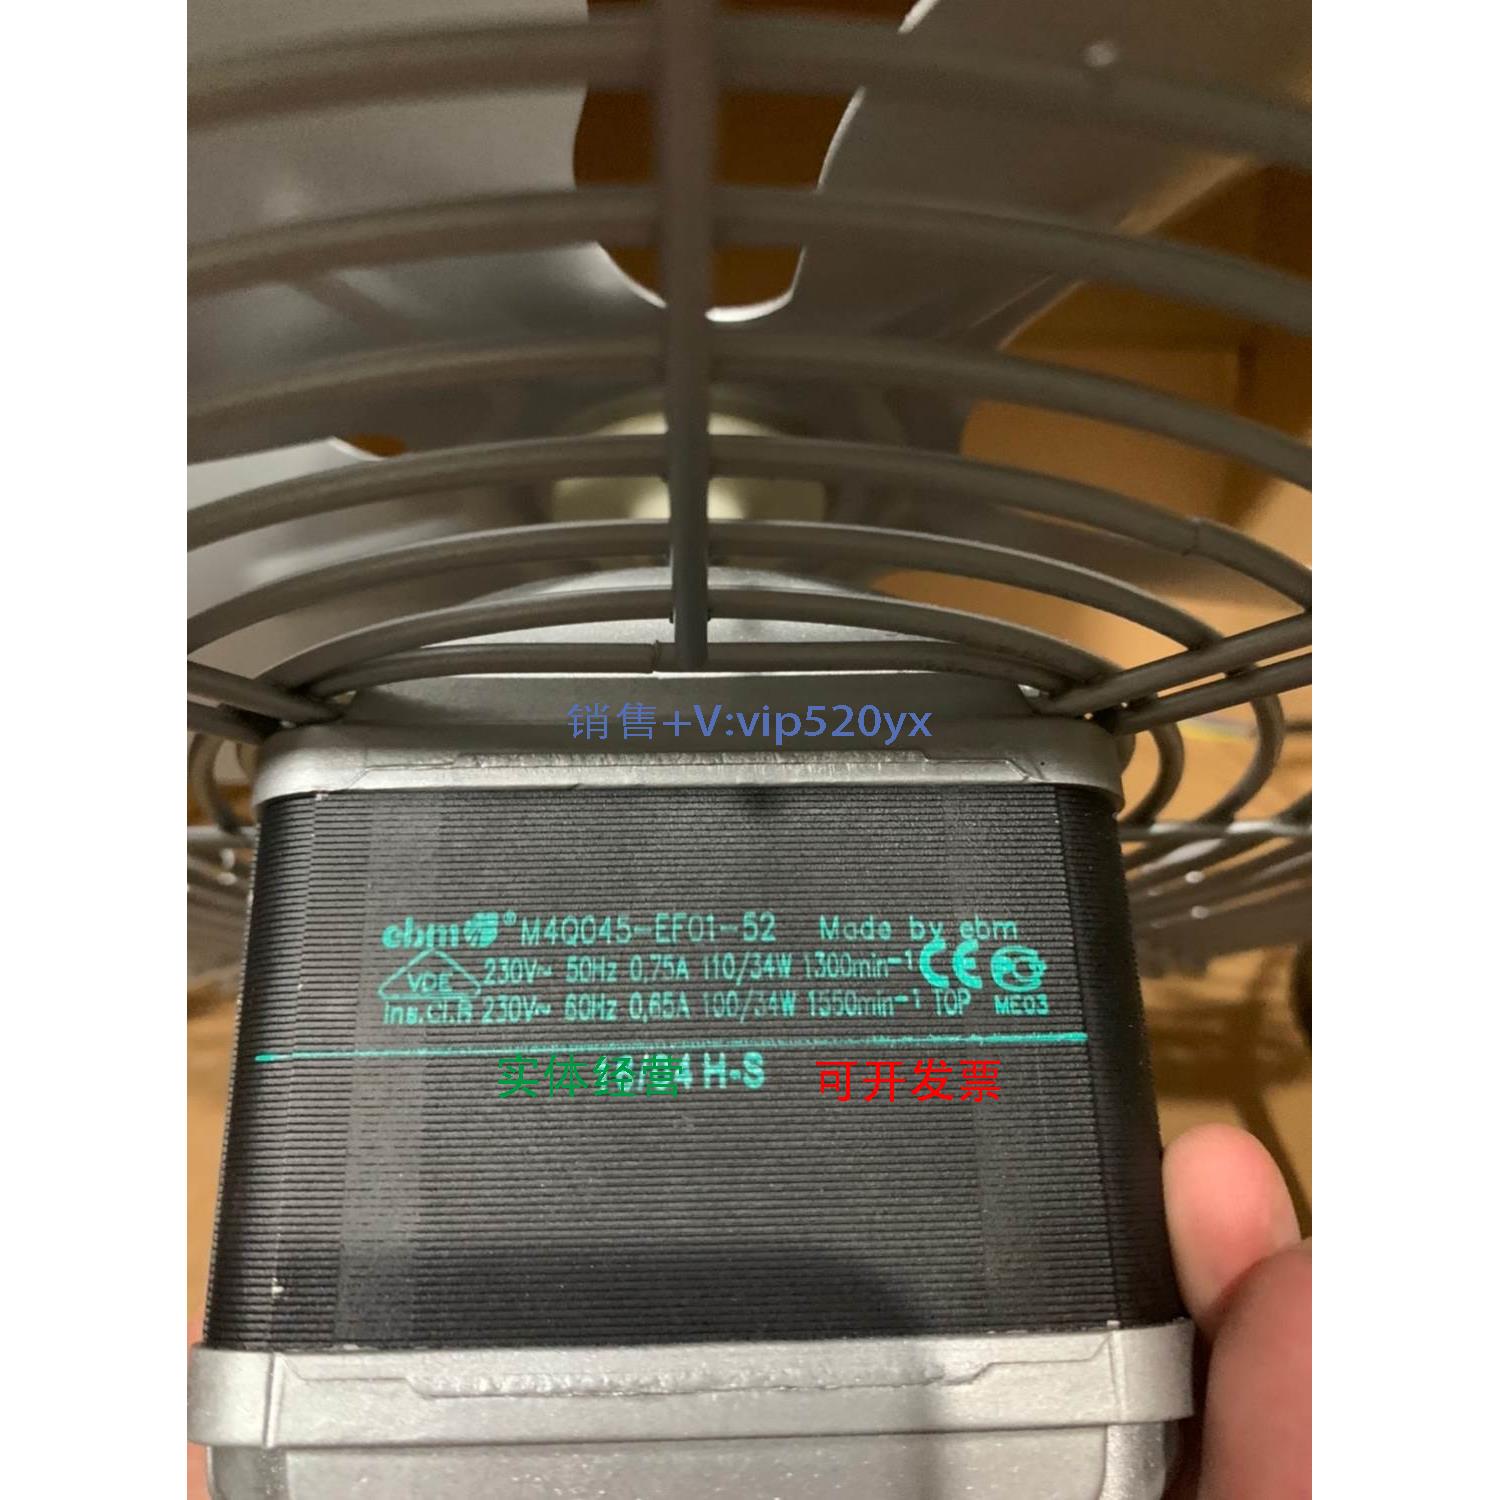 销售+V:vip520yx
ebm® M4Q045-EF01-52 Made by ebm
VDE 230V~ 50Hz 0,75A 110/34W 1300min-1 CE
Ins.Cl.B 230V~ 60Hz 0,65A 100/34W 1550min-1 TOP ME03
H-S
实体经营 可开发票